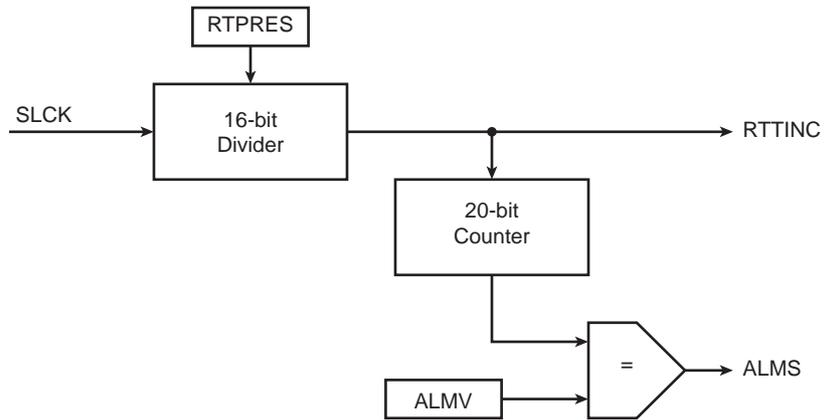 RTPRES
SLCK
16-bit
Divider
RTTINC
20-bit
Counter
=
ALMS
ALMV